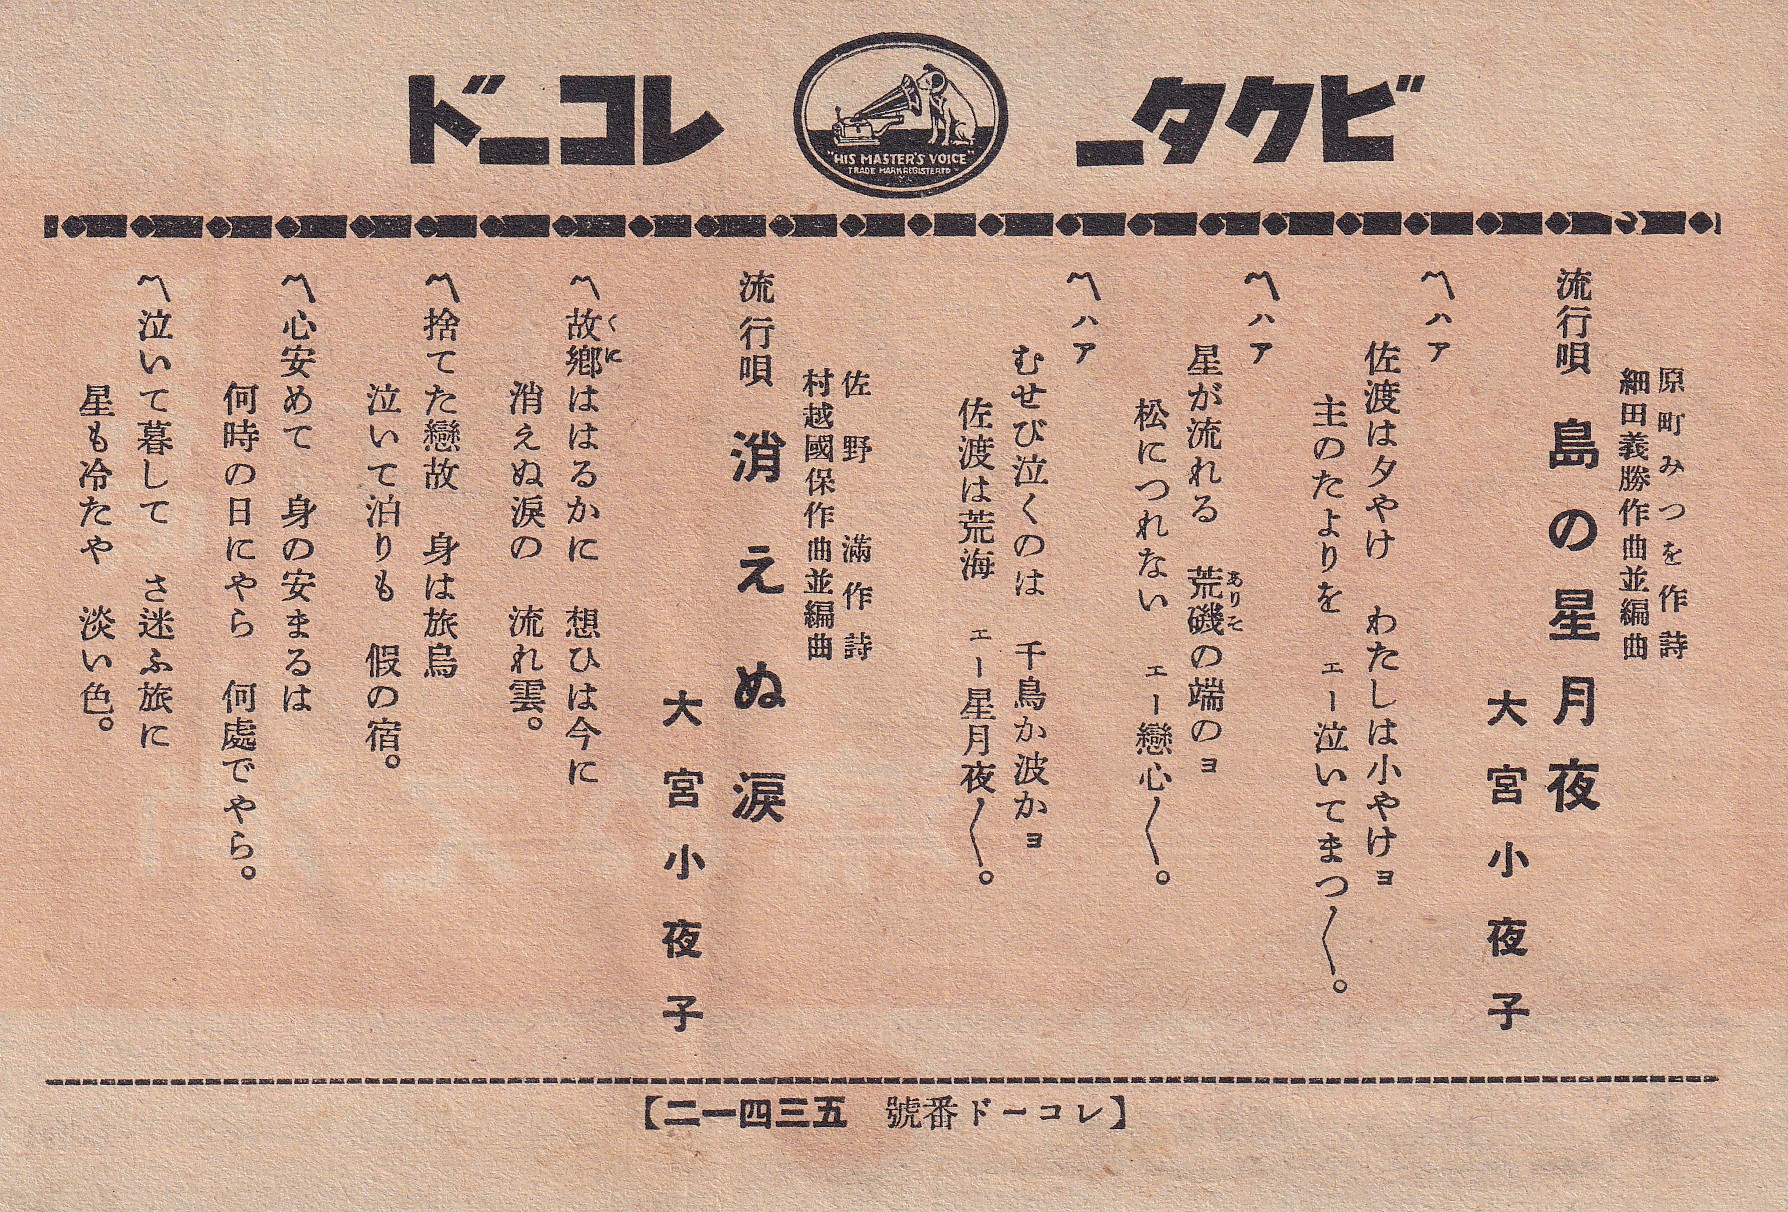 ビクター
レコード
"HIS MASTER'S VOICE"
TRADE MARK REGISTERED
原町みつを作詩
細田義勝作曲並編曲
流行唄 島の星月夜
大宮小夜子
〽ハア
佐渡は夕やけ わたしは小やけョ
主のたよりを ェー泣いてまつ〱。
〽ハア
星が流れる 荒磯の端のョ
ありそ
松につれない ェー戀心〱。
〽ハア
むせび泣くのは 千鳥か波かョ
佐渡は荒海 ェー星月夜〱。
佐野 滿作詩
村越國保作曲並編曲
流行唄 消えぬ涙
大宮小夜子
〽故鄕ははるかに 想ひは今に
くに
消えぬ涙の 流れ雲。
〽捨てた戀故 身は旅烏
泣いて泊りも 假の宿。
〽心安めて 身の安まるは
何時の日にやら 何處でやら。
〽泣いて暮して さ迷ふ旅に
星も冷たや 淡い色。
【レコード番號 五三四一二】